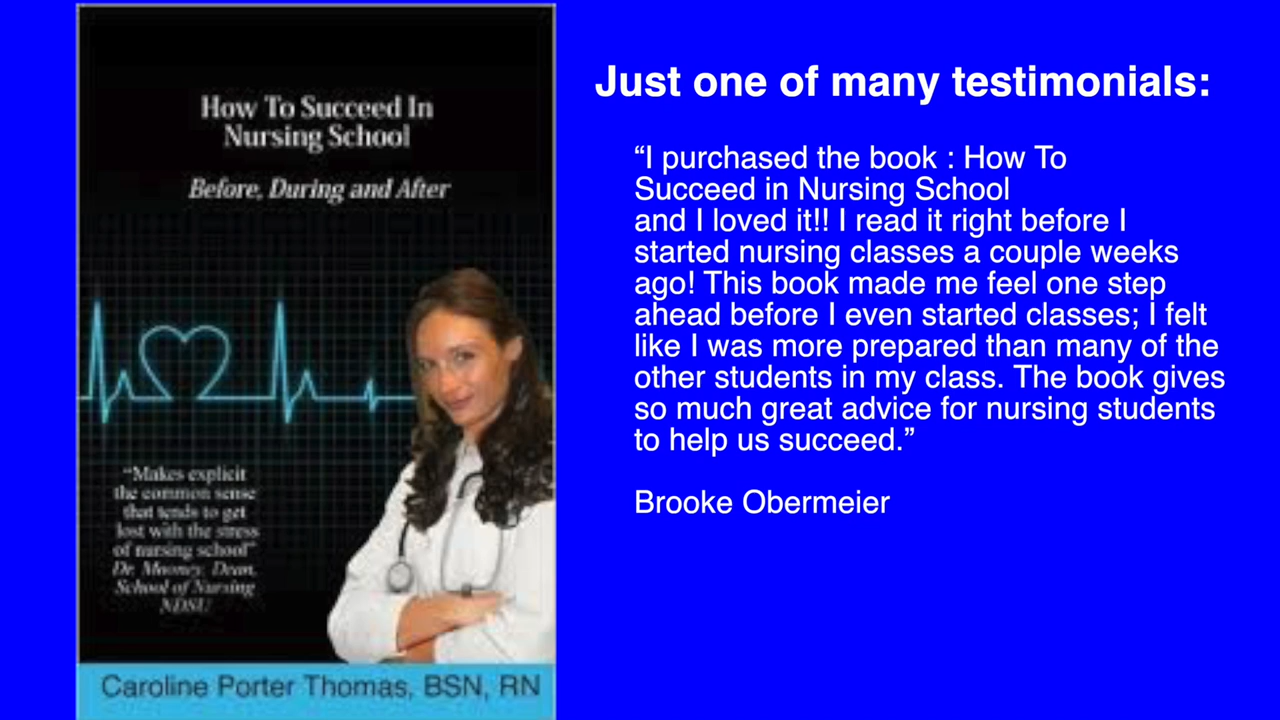 How To Succeed In
Nursing School
Before, During and After
"Makes explicit
the common sense
that tends to get
lost with the stress
of nursing school"
Dr. Mooney, Dean,
School of Nursing
NDSU
Caroline Porter Thomas, BSN, RN
Just one of many testimonials:
“I purchased the book : How To
Succeed in Nursing School
and I loved it!! I read it right before I
started nursing classes a couple weeks
ago! This book made me feel one step
ahead before I even started classes; I felt
like I was more prepared than many of the
other students in my class. The book gives
so much great advice for nursing students
to help us succeed.”
Brooke Obermeier